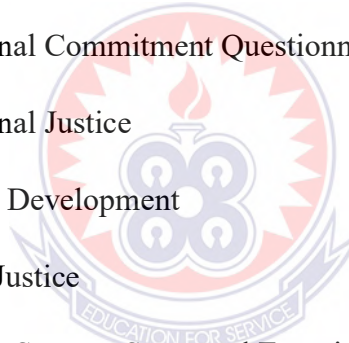 nal Commitment Questionn
nal Justice
Development
Justice
EDUCATION FOR SERVICE